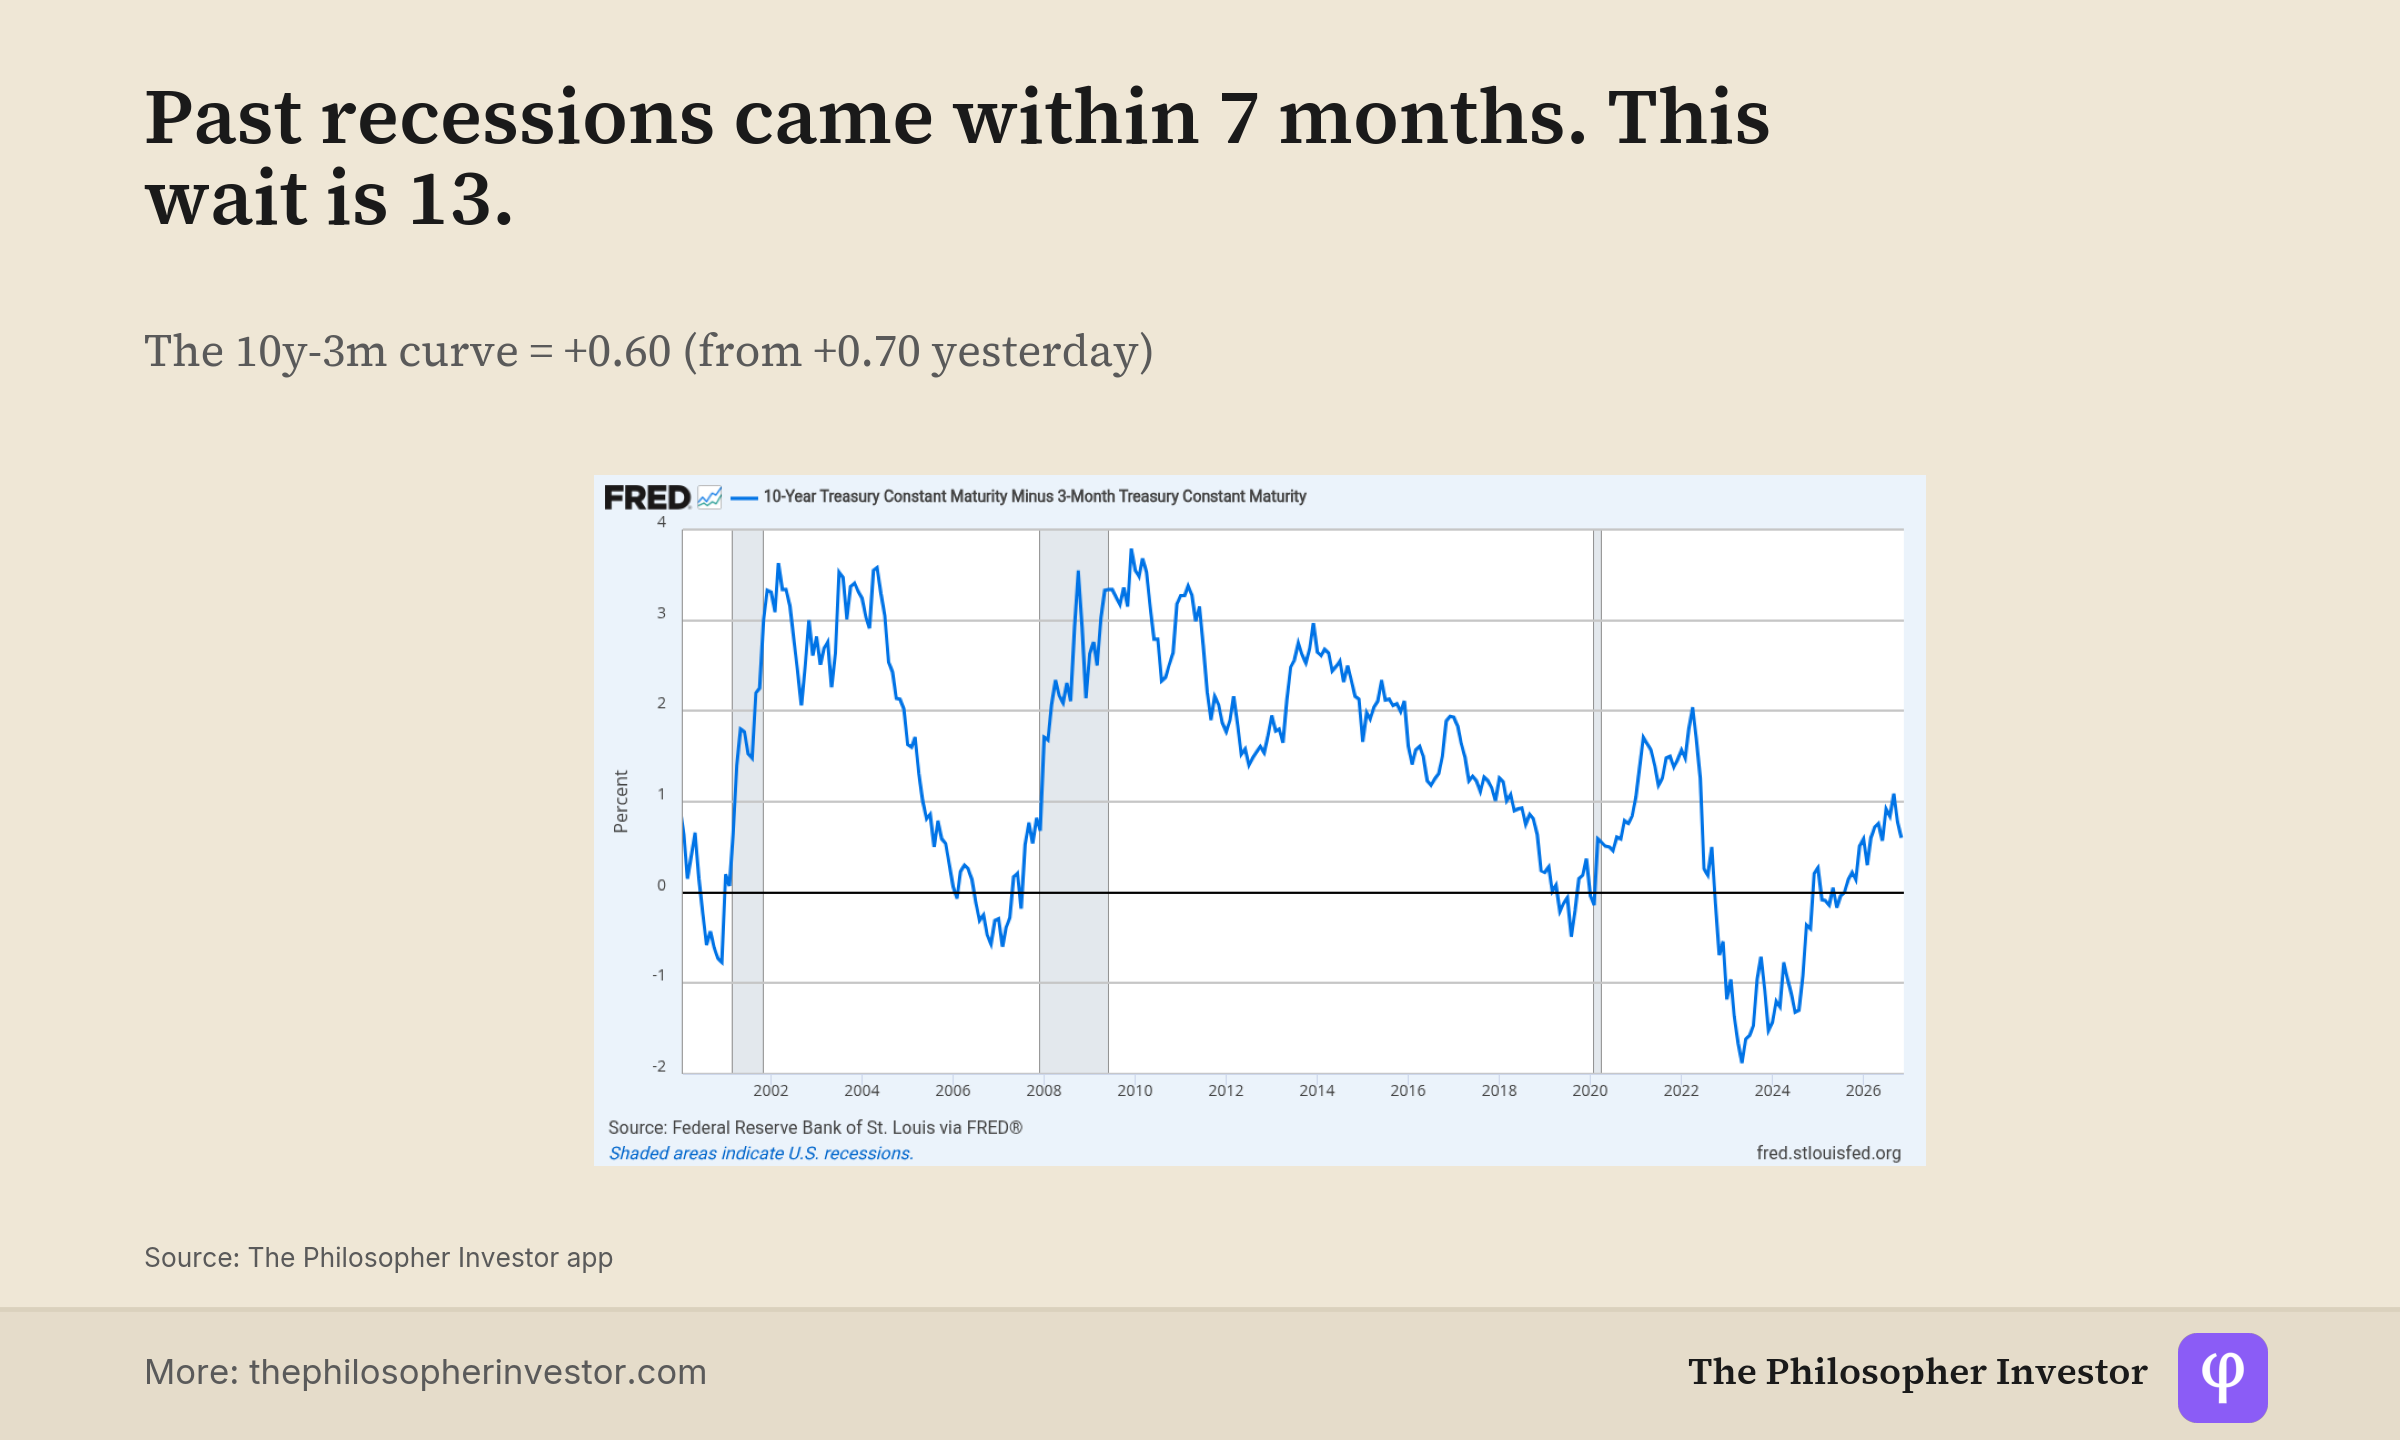 Past recessions came within 7 months. This
wait is 13.
The 10y-3m curve = +0.60 (from +0.70 yesterday)
FRED 10-Year Treasury Constant Maturity Minus 3-Month Treasury Constant Maturity
4
3
2
1
0
-1
-2
Percent
2002 2004 2006 2008 2010 2012 2014 2016 2018 2020 2022 2024 2026
Source: Federal Reserve Bank of St. Louis via FRED®
Shaded areas indicate U.S. recessions. fred.stlouisfed.org
Source: The Philosopher Investor app
More: thephilosopherinvestor.com The Philosopher Investor φ